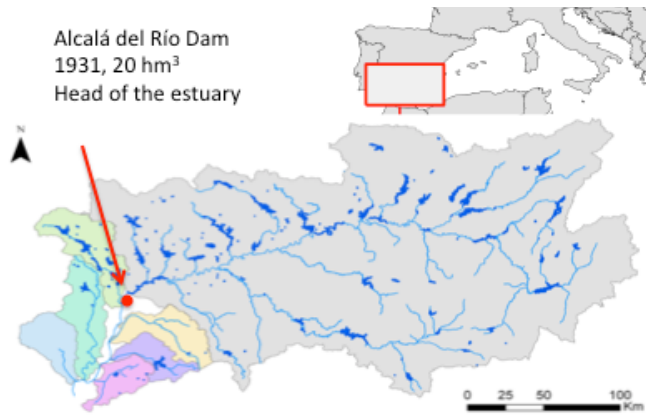 Alcalá del Río Dam
1931, 20 hm³
Head of the estuary
N
0 25 50 100
Km